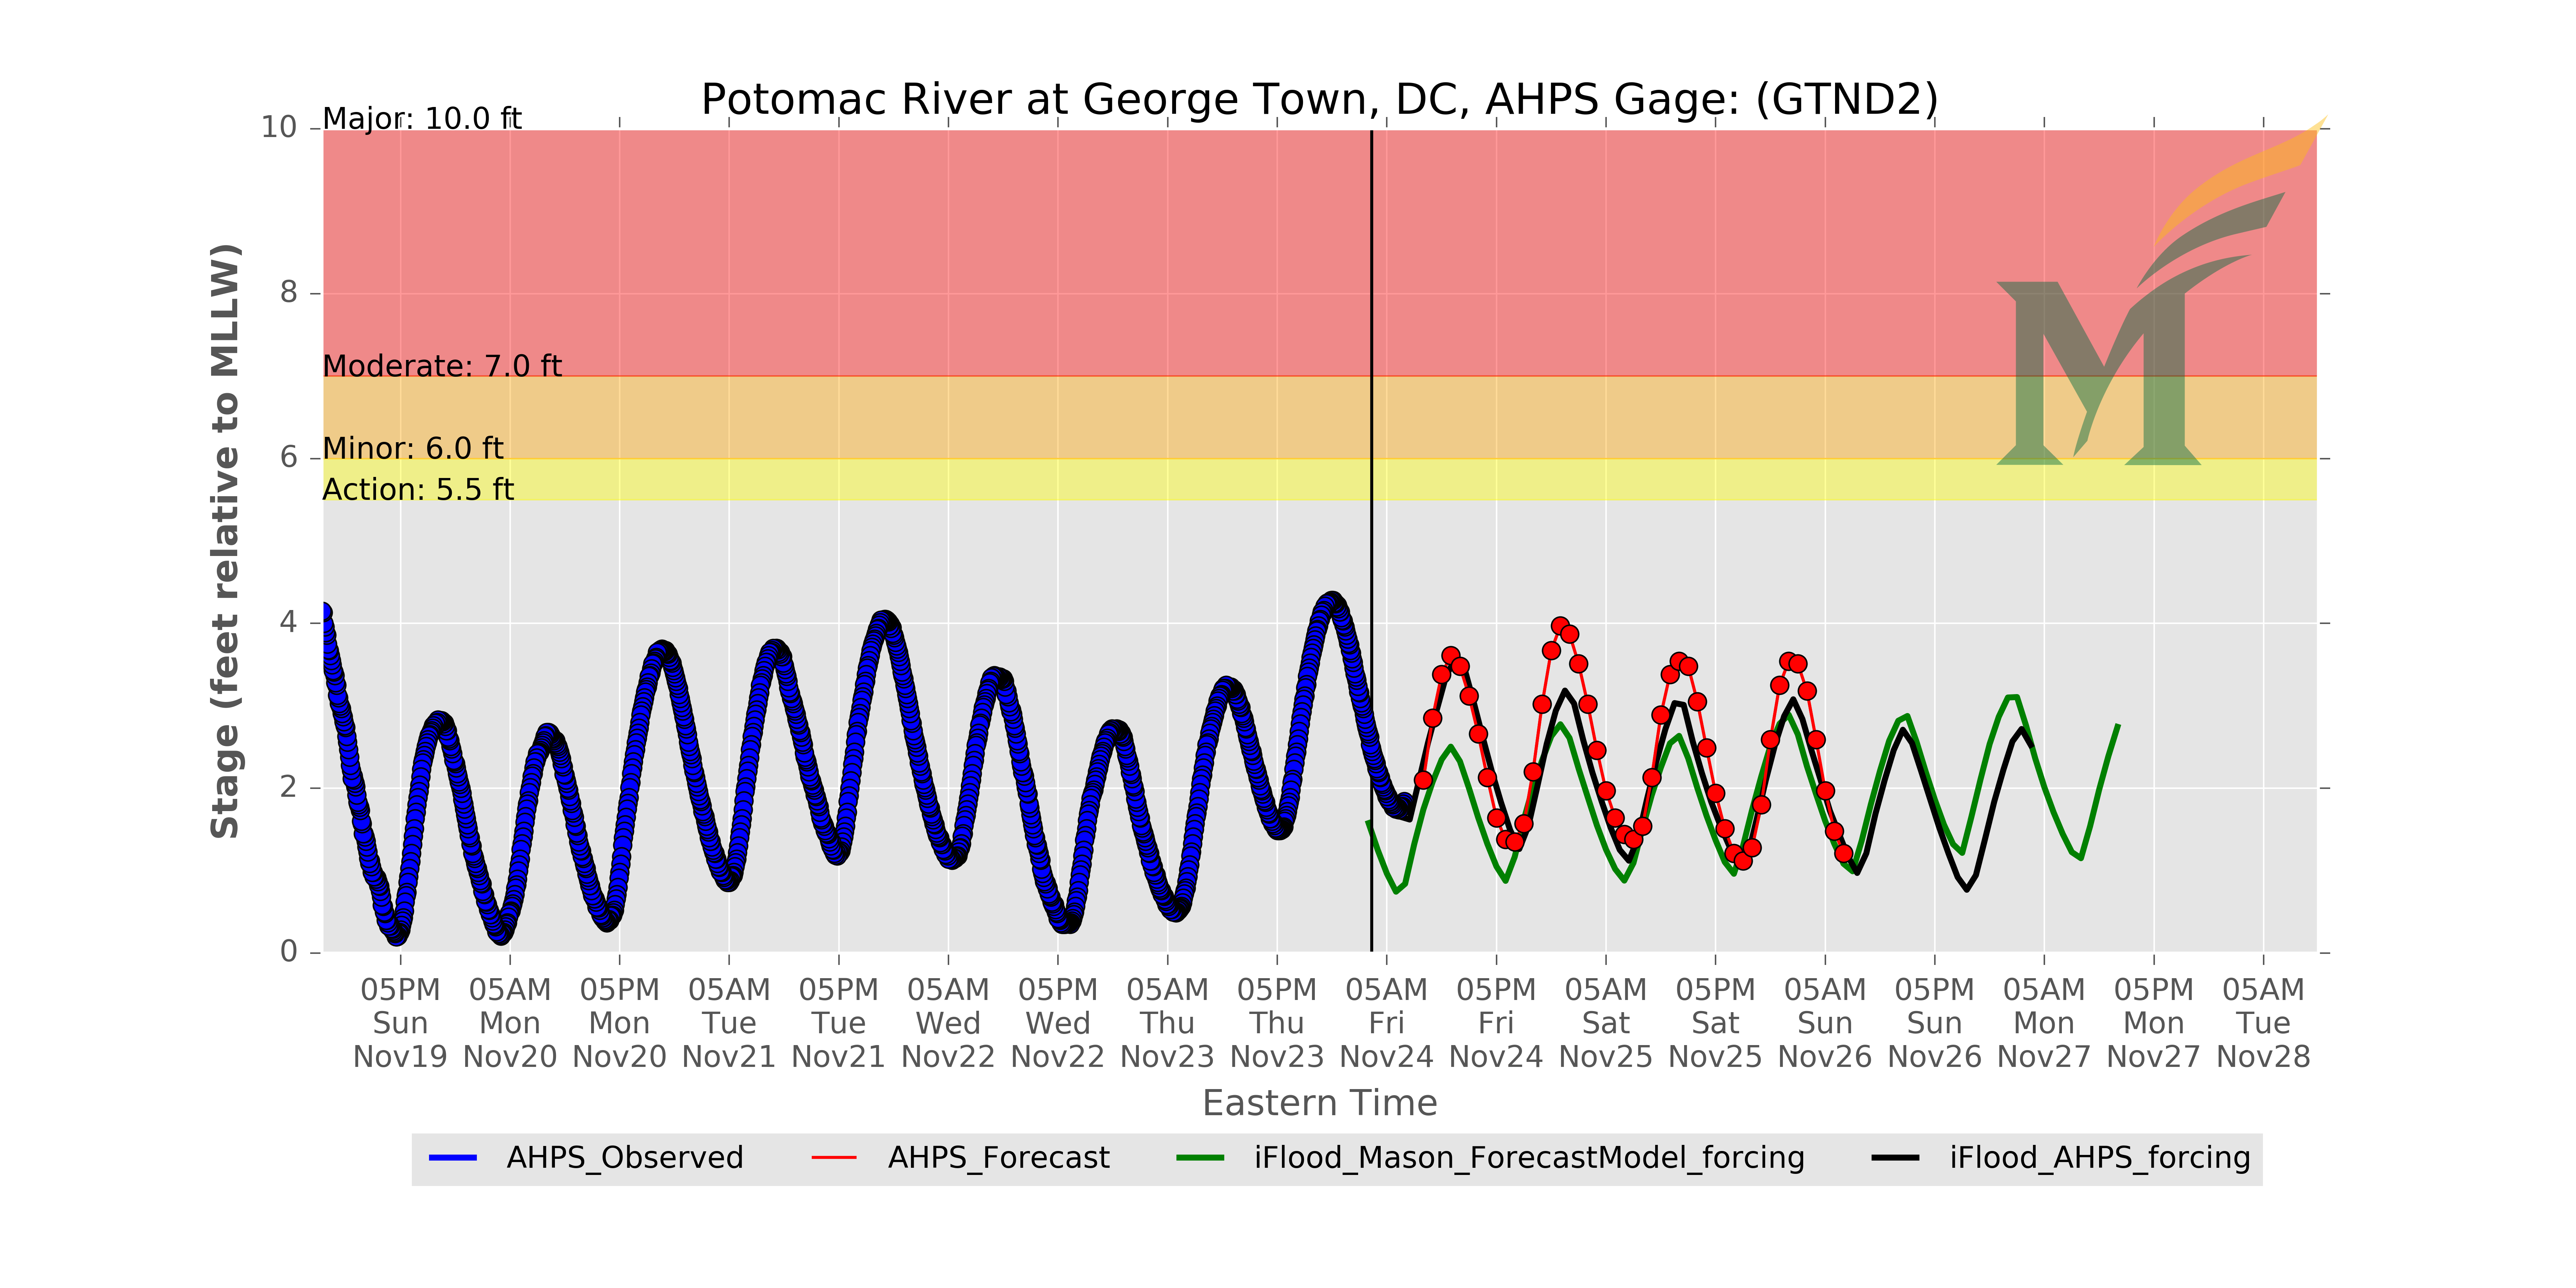 Potomac River at George Town, DC, AHPS Gage: (GTND2)
Major: 10.0 ft
Moderate: 7.0 ft
Minor: 6.0 ft
Action: 5.5 ft
Stage (feet relative to MLLW)
10
8
6
4
2
0
05PM 05AM 05PM 05AM 05PM 05AM 05PM 05AM 05PM 05AM 05PM 05AM 05PM 05AM 05PM 05AM 05PM 05AM
Sun Mon Mon Tue Tue Wed Wed Thu Thu Fri Fri Sat Sat Sun Sun Mon Mon Tue
Nov19 Nov20 Nov20 Nov21 Nov21 Nov22 Nov22 Nov23 Nov23 Nov24 Nov24 Nov25 Nov25 Nov26 Nov26 Nov27 Nov27 Nov28
Eastern Time
AHPS_Observed AHPS_Forecast iFlood_Mason_ForecastModel_forcing iFlood_AHPS_forcing
M